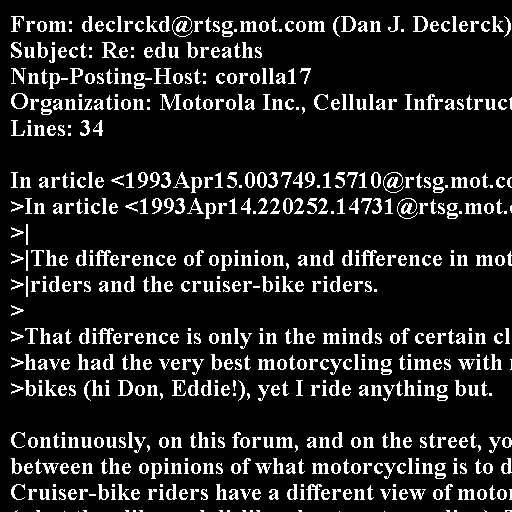 From: declrckd@rtsg.mot.com (Dan J. Declerck)
Subject: Re: edu breaths
Nntp-Posting-Host: corolla17
Organization: Motorola Inc., Cellular Infrastruct
Lines: 34

In article <1993Apr15.003749.15710@rtsg.mot.co
>In article <1993Apr14.220252.14731@rtsg.mot.
>|
>|The difference of opinion, and difference in mot
>|riders and the cruiser-bike riders.
>
>That difference is only in the minds of certain cl
>have had the very best motorcycling times with
>bikes (hi Don, Eddie!), yet I ride anything but.

Continuously, on this forum, and on the street, yo
between the opinions of what motorcycling is to d
Cruiser-bike riders have a different view of motor